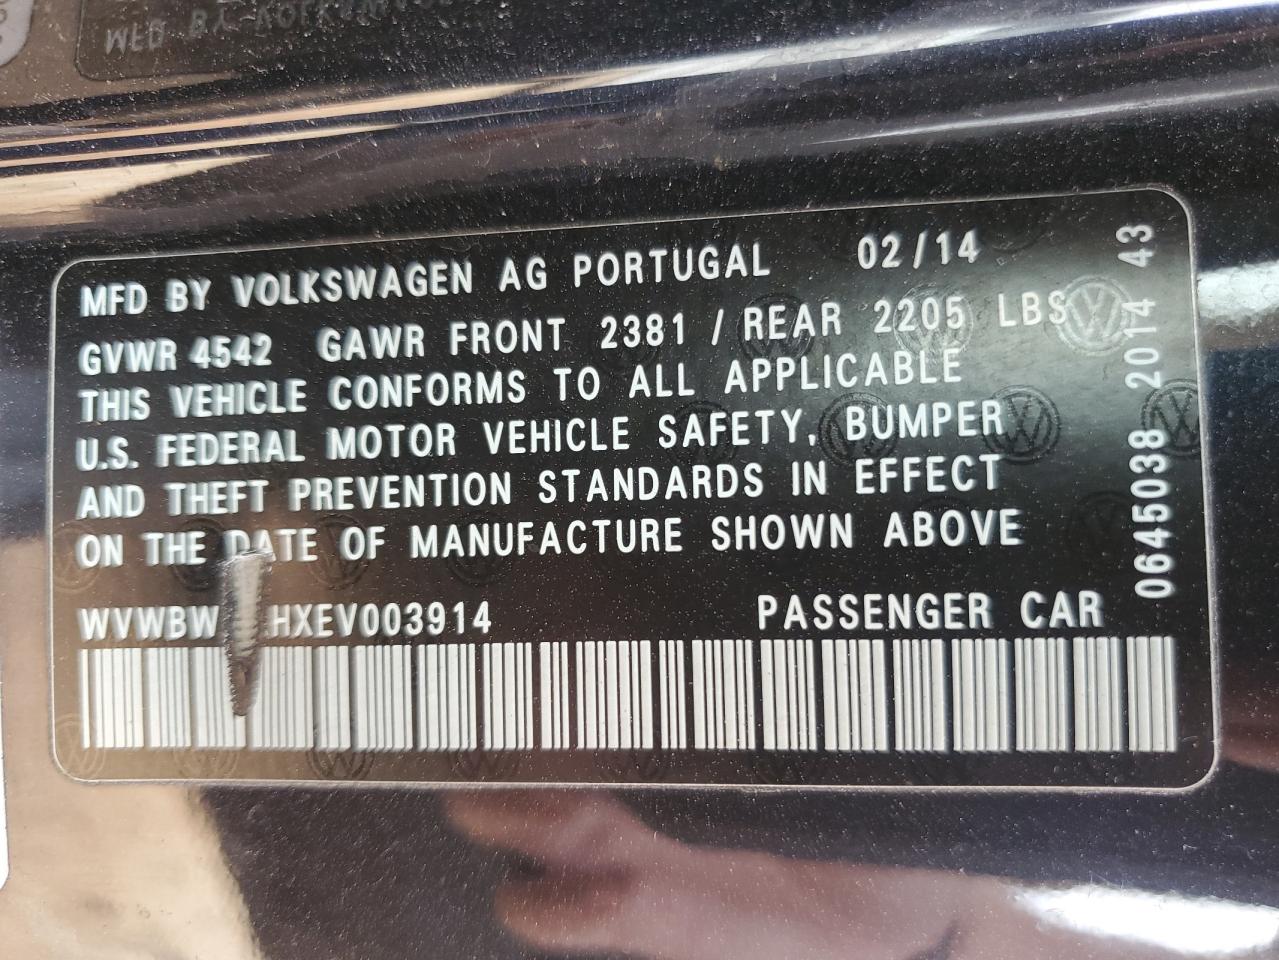 MFD BY VOLKSWAGEN AG PORTUGAL 02/14
GVWR 4542 GAWR FRONT 2381 / REAR 2205 LBS
THIS VEHICLE CONFORMS TO ALL APPLICABLE
U.S. FEDERAL MOTOR VEHICLE SAFETY, BUMPER
AND THEFT PREVENTION STANDARDS IN EFFECT
ON THE DATE OF MANUFACTURE SHOWN ABOVE
PASSENGER CAR
0645038 2014 43